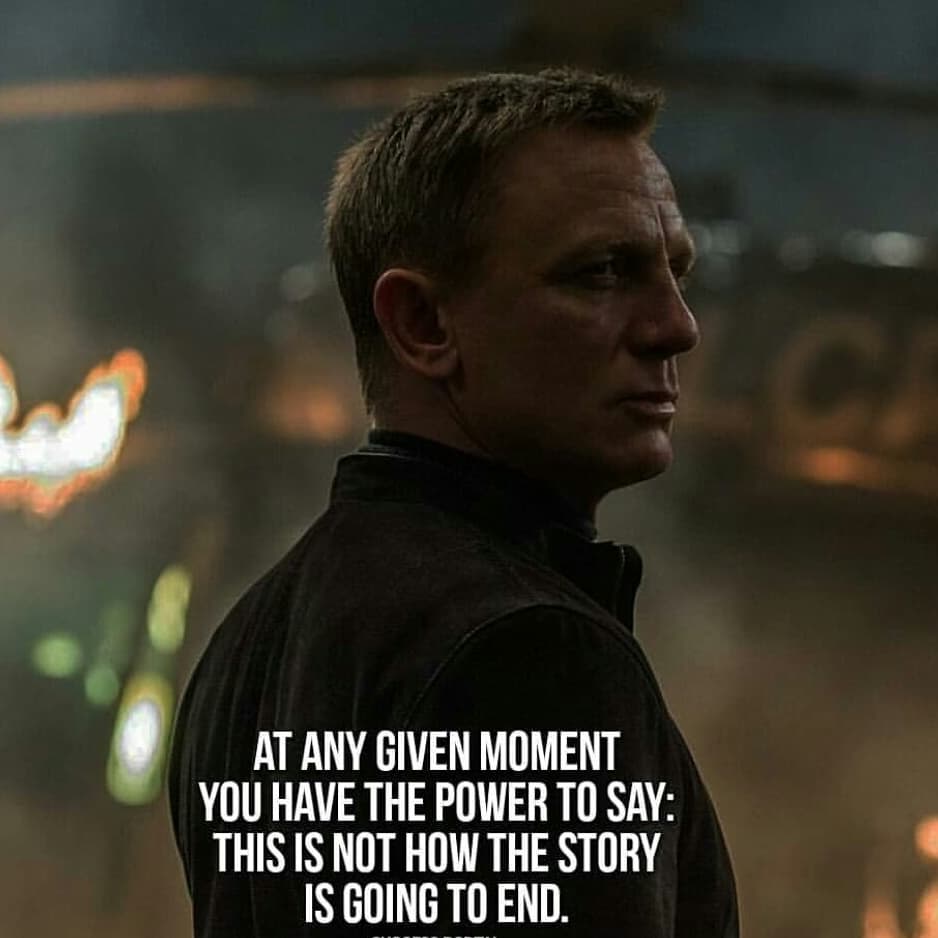 AT ANY GIVEN MOMENT
YOU HAVE THE POWER TO SAY:
THIS IS NOT HOW THE STORY
IS GOING TO END.